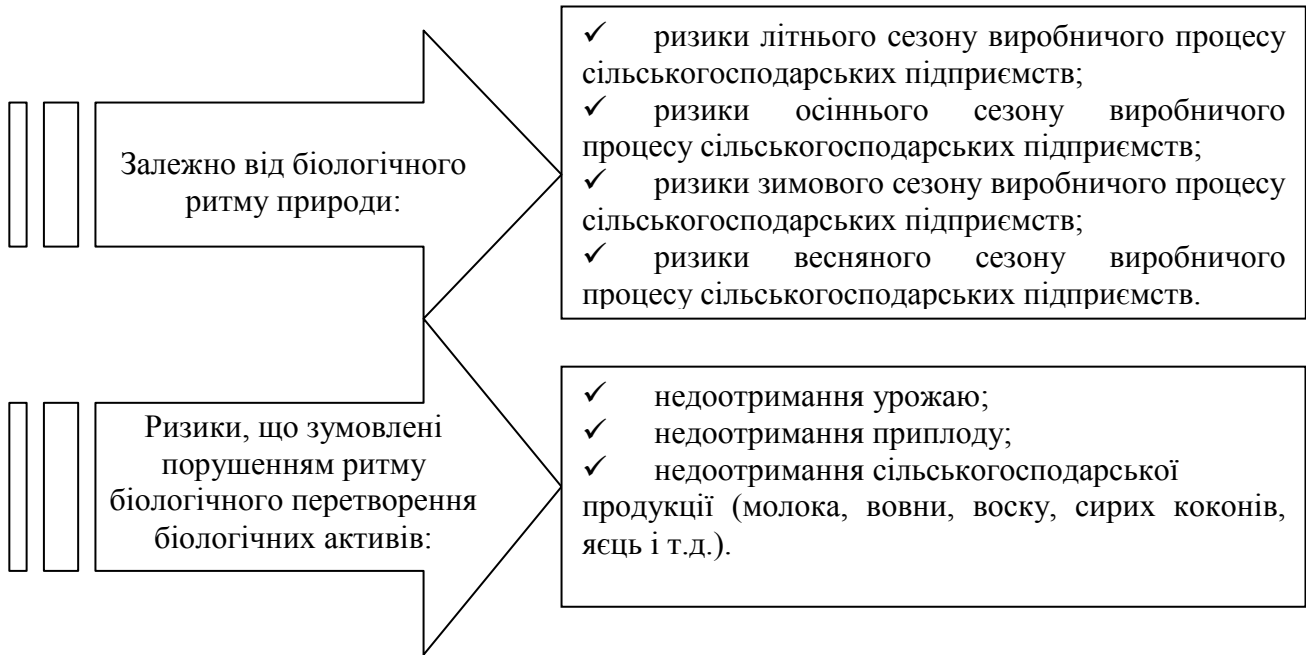 Залежно від біологічного
ритму природи:
✓ ризики літнього сезону виробничого процесу
сільськогосподарських підприємств;
✓ ризики осіннього сезону виробничого
процесу сільськогосподарських підприємств;
✓ ризики зимового сезону виробничого процесу
сільськогосподарських підприємств;
✓ ризики весняного сезону виробничого
процесу сільськогосподарських підприємств.
Ризики, що зумовлені
порушенням ритму
біологічного перетворення
біологічних активів:
✓ недоотримання урожаю;
✓ недоотримання приплоду;
✓ недоотримання сільськогосподарської
продукції (молока, вовни, воску, сирих коконів,
яєць і т.д.).